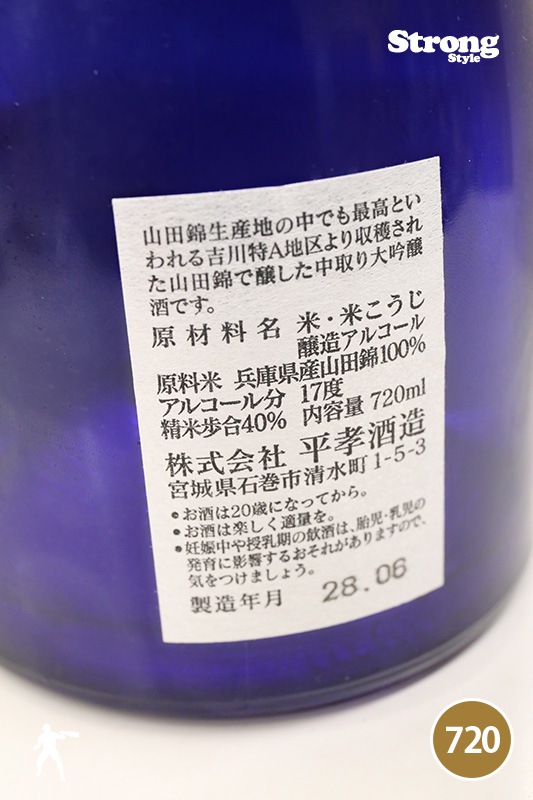 Strong
Style
山田錦生産地の中でも最高とい
われる吉川特A地区より収穫され
た山田錦で醸した中取り大吟醸
酒です。
原材料名 米・米こうじ
醸造アルコール
原料米 兵庫県産山田錦100%
アルコール分 17度
精米歩合40% 内容量 720ml
株式会社 平孝酒造
宮城県石巻市清水町1-5-3
●お酒は20歳になってから。
●お酒は楽しく適量を。
●妊娠中や授乳期の飲酒は、胎児・乳児の
発育に影響するおそれがありますので、
気をつけましょう。
製造年月 28.06
720